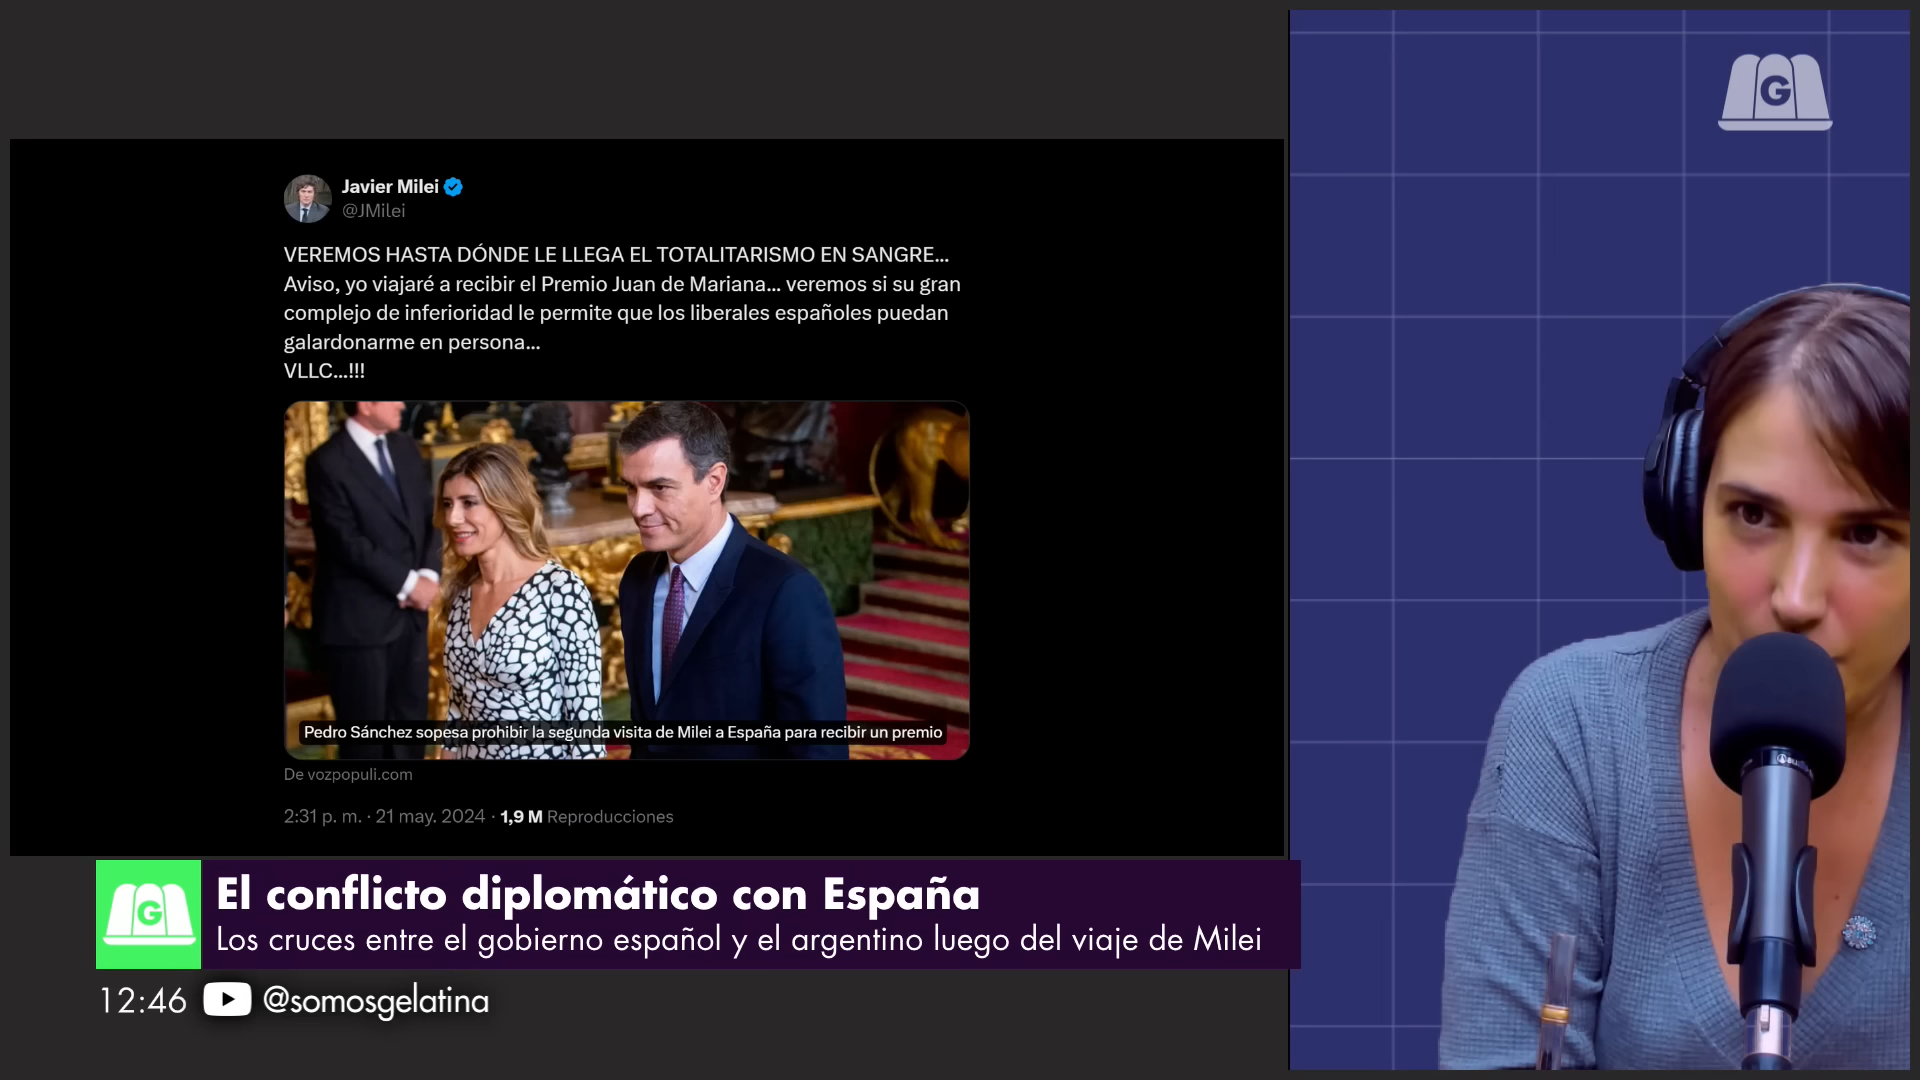 G
Javier Milei
@JMilei
VEREMOS HASTA DÓNDE LE LLEGA EL TOTALITARISMO EN SANGRE...
Aviso, yo viajaré a recibir el Premio Juan de Mariana... veremos si su gran
complejo de inferioridad le permite que los liberales españoles puedan
galardonarme en persona...
VLLC...!!!
Pedro Sánchez sopesa prohibir la segunda visita de Milei a España para recibir un premio
De vozpopuli.com
2:31 p. m. · 21 may. 2024 · 1,9 M Reproducciones
G
El conflicto diplomático con España
Los cruces entre el gobierno español y el argentino luego del viaje de Milei
12:46 @somosgelatina